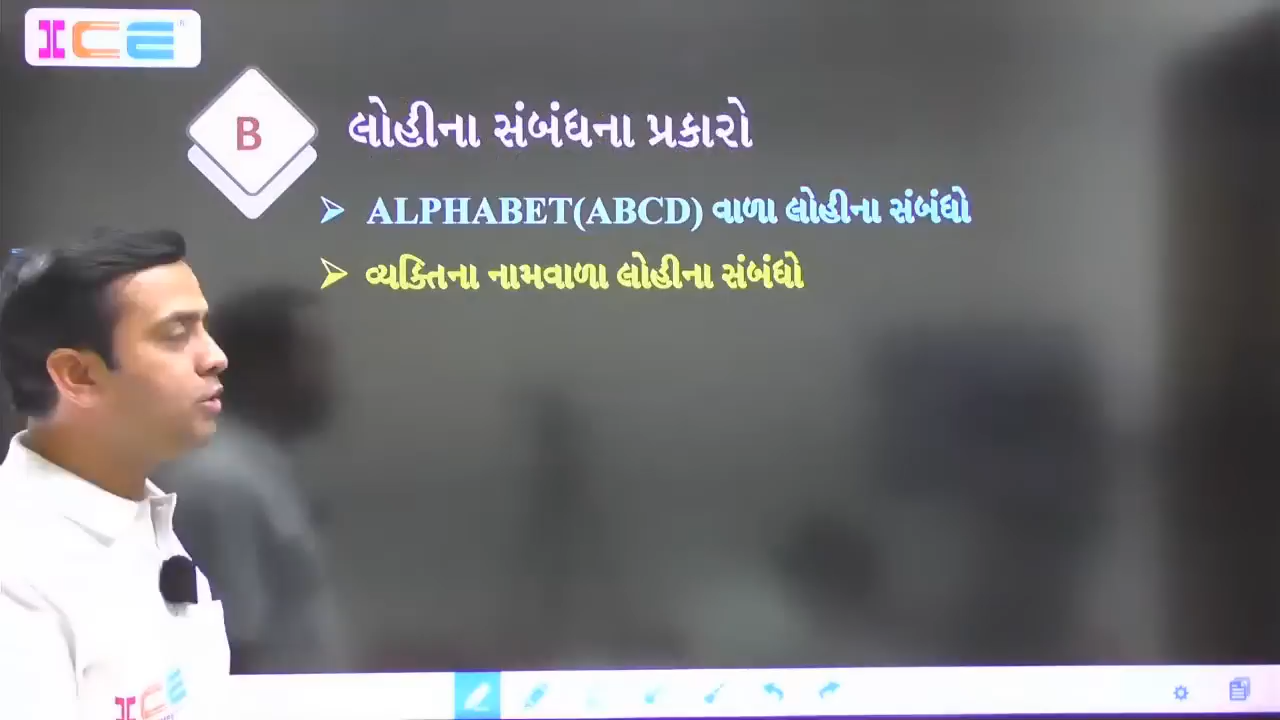 ICE
B
લોહીના સંબંધના પ્રકારો
ALPHABET(ABCD) વાળા લોહીના સંબંધો
વ્યક્તિના નામવાળા લોહીના સંબંધો
ICE